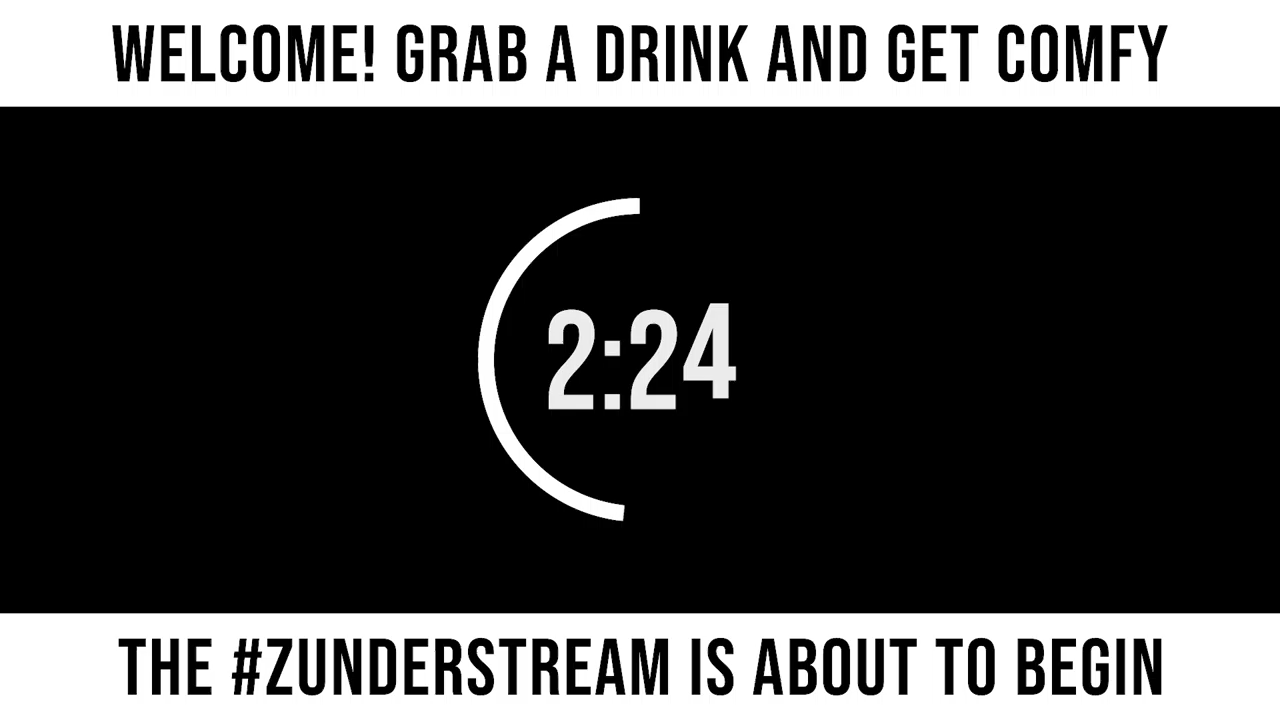 WELCOME! GRAB A DRINK AND GET COMFY
2:24
THE #ZUNDERSTREAM IS ABOUT TO BEGIN